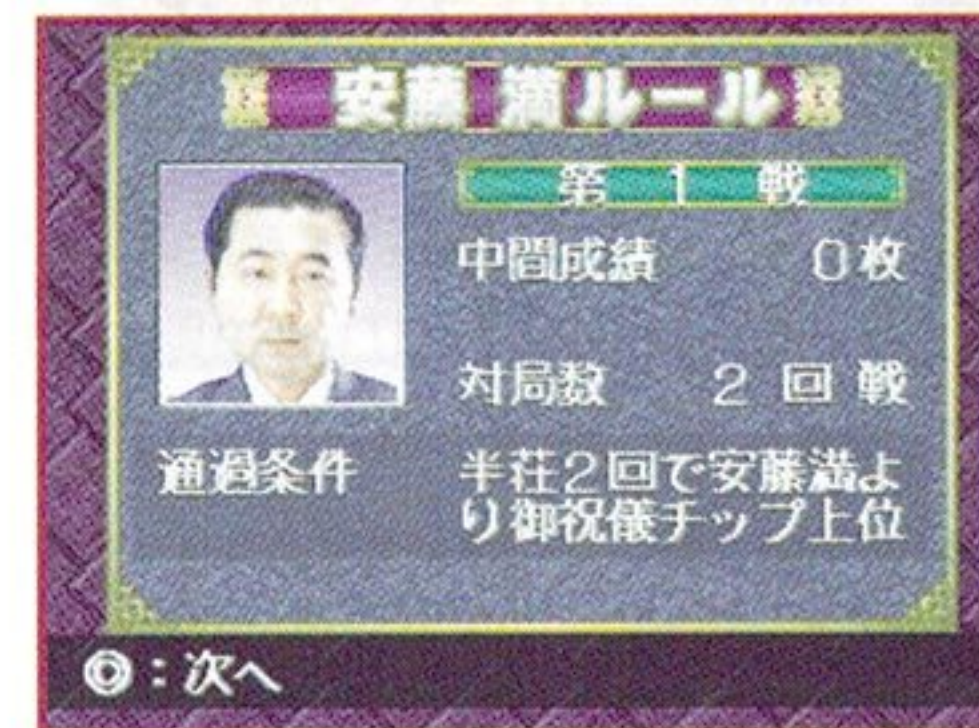 安藤 満ルール
第 1 戦
中間成績 0枚
対局数 2 回 戦
通過条件 半荘2回で安藤満よ
り御祝儀チップ上位
◎：次へ